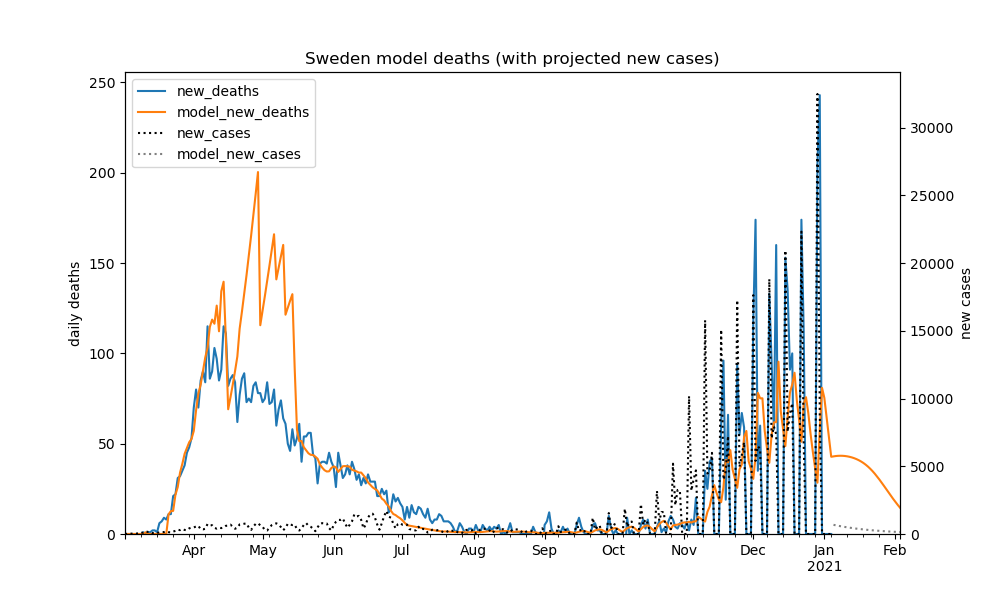 Sweden model deaths (with projected new cases)
new_deaths
model_new_deaths
new_cases
model_new_cases
daily deaths
250
200
150
100
50
0
30000
25000
20000
15000
10000
5000
0
new cases
Apr May Jun Jul Aug Sep Oct Nov Dec Jan Feb
2021